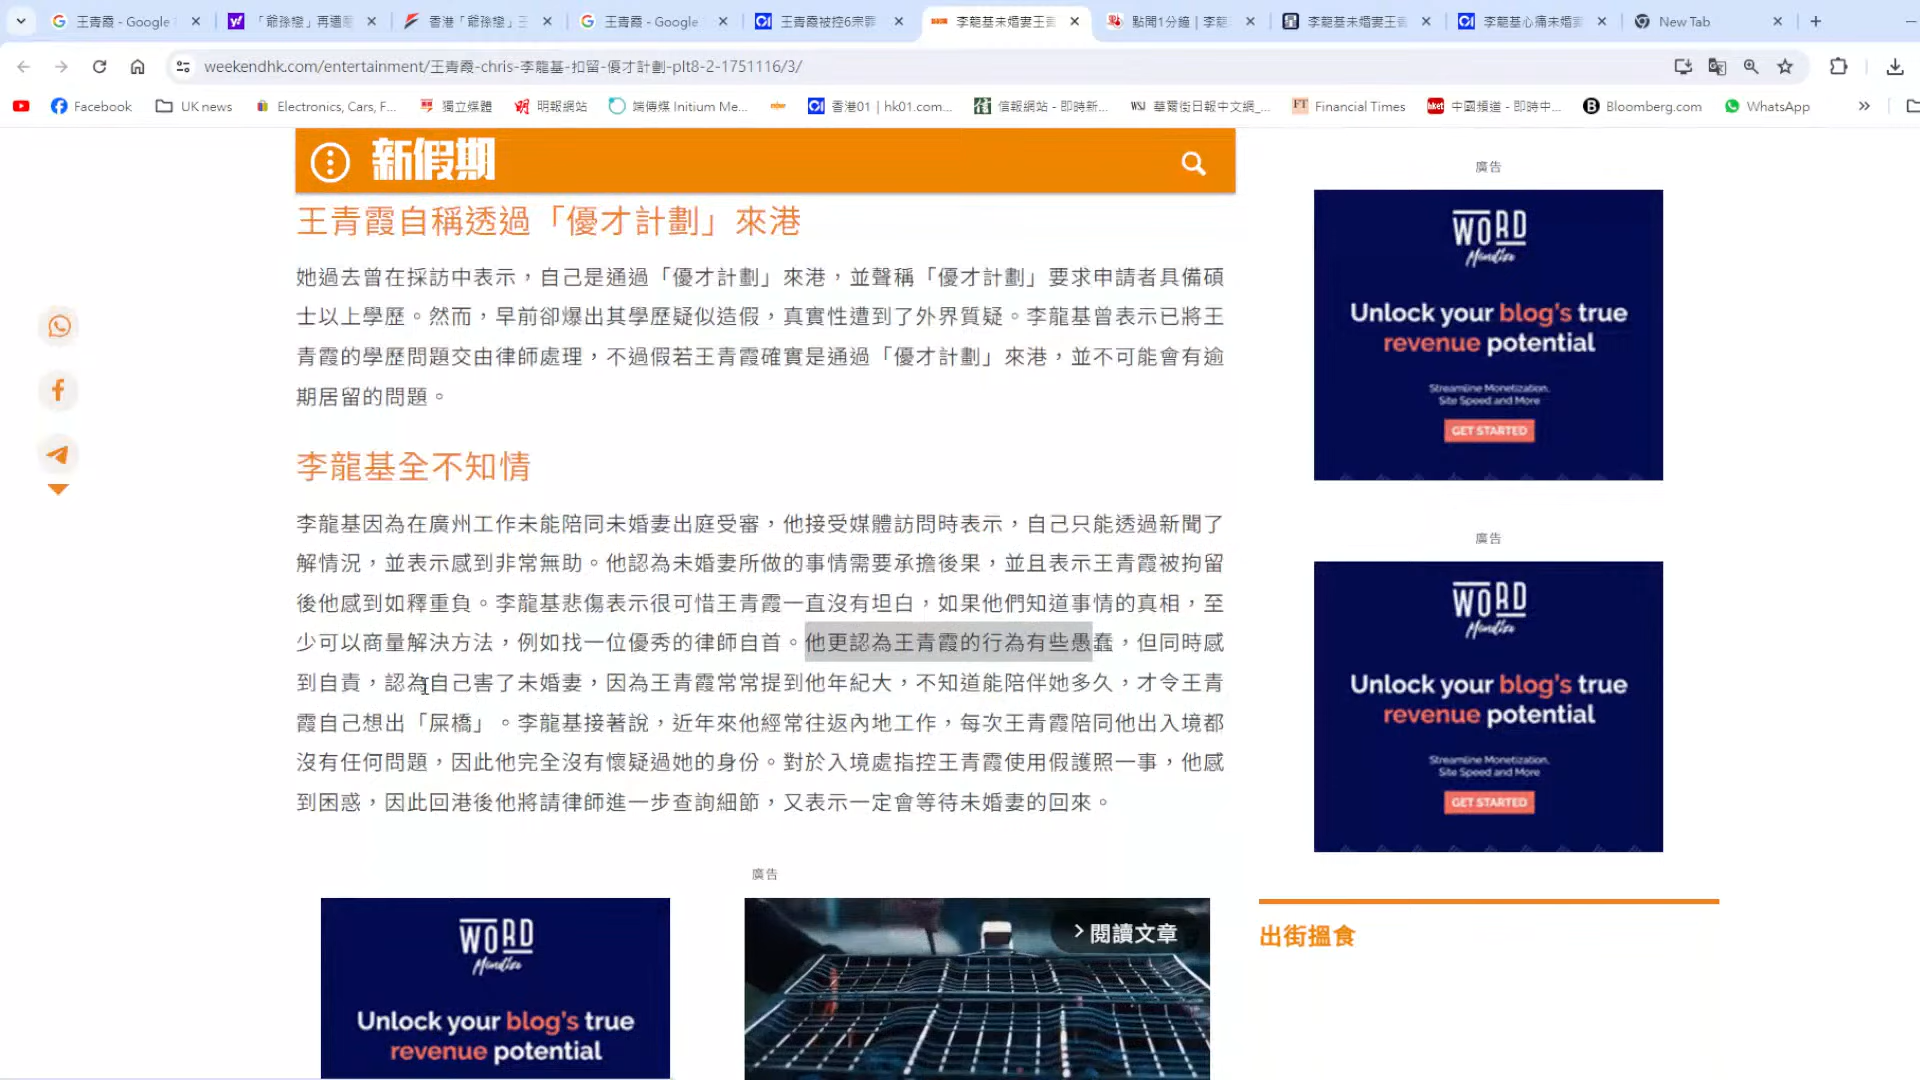 王青霞 - Google
「爺孫戀」再遭
香港「爺孫戀」王
王青霞 - Google
王青霞被控6宗罪
李龍基未婚妻王青
點聞1分鐘 | 李龍
李龍基未婚妻王青
李龍基心痛未婚妻
New Tab
weekendhk.com/entertainment/王青霞-chris-李龍基-扣留-優才計劃-plt8-2-1751116/3/
Facebook
UK news
Electronics, Cars, F...
獨立媒體
明報網站
端傳媒 Initium Me...
香港01 | hk01.com...
信報網站 - 即時新...
華爾街日報中文網_...
Financial Times
中國頻道 - 即時中...
Bloomberg.com
WhatsApp
新假期
王青霞自稱透過「優才計劃」來港
她過去曾在採訪中表示，自己是通過「優才計劃」來港，並聲稱「優才計劃」要求申請者具備碩
士以上學歷。然而，早前卻爆出其學歷疑似造假，真實性遭到了外界質疑。李龍基曾表示已將王
青霞的學歷問題交由律師處理，不過假若王青霞確實是通過「優才計劃」來港，並不可能會有逾
期居留的問題。
李龍基全不知情
李龍基因為在廣州工作未能陪同未婚妻出庭受審，他接受媒體訪問時表示，自己只能透過新聞了
解情況，並表示感到非常無助。他認為未婚妻所做的事情需要承擔後果，並且表示王青霞被拘留
後他感到如釋重負。李龍基悲傷表示很可惜王青霞一直沒有坦白，如果他們知道事情的真相，至
少可以商量解決方法，例如找一位優秀的律師自首。他更認為王青霞的行為有些愚蠢，但同時感
到自責，認為自己害了未婚妻，因為王青霞常常提到他年紀大，不知道能陪伴她多久，才令王青
霞自己想出「屎橋」。李龍基接著說，近年來他經常往返內地工作，每次王青霞陪同他出入境都
沒有任何問題，因此他完全沒有懷疑過她的身份。對於入境處指控王青霞使用假護照一事，他感
到困惑，因此回港後他將請律師進一步查詢細節，又表示一定會等待未婚妻的回來。
廣告
WORD
Mendize
Unlock your blog's true
revenue potential
閱讀文章
廣告
WORD
Mendize
Unlock your blog's true
revenue potential
Streamline Monetization,
Site Speed and More
GET STARTED
廣告
WORD
Mendize
Unlock your blog's true
revenue potential
Streamline Monetization,
Site Speed and More
GET STARTED
出街搵食